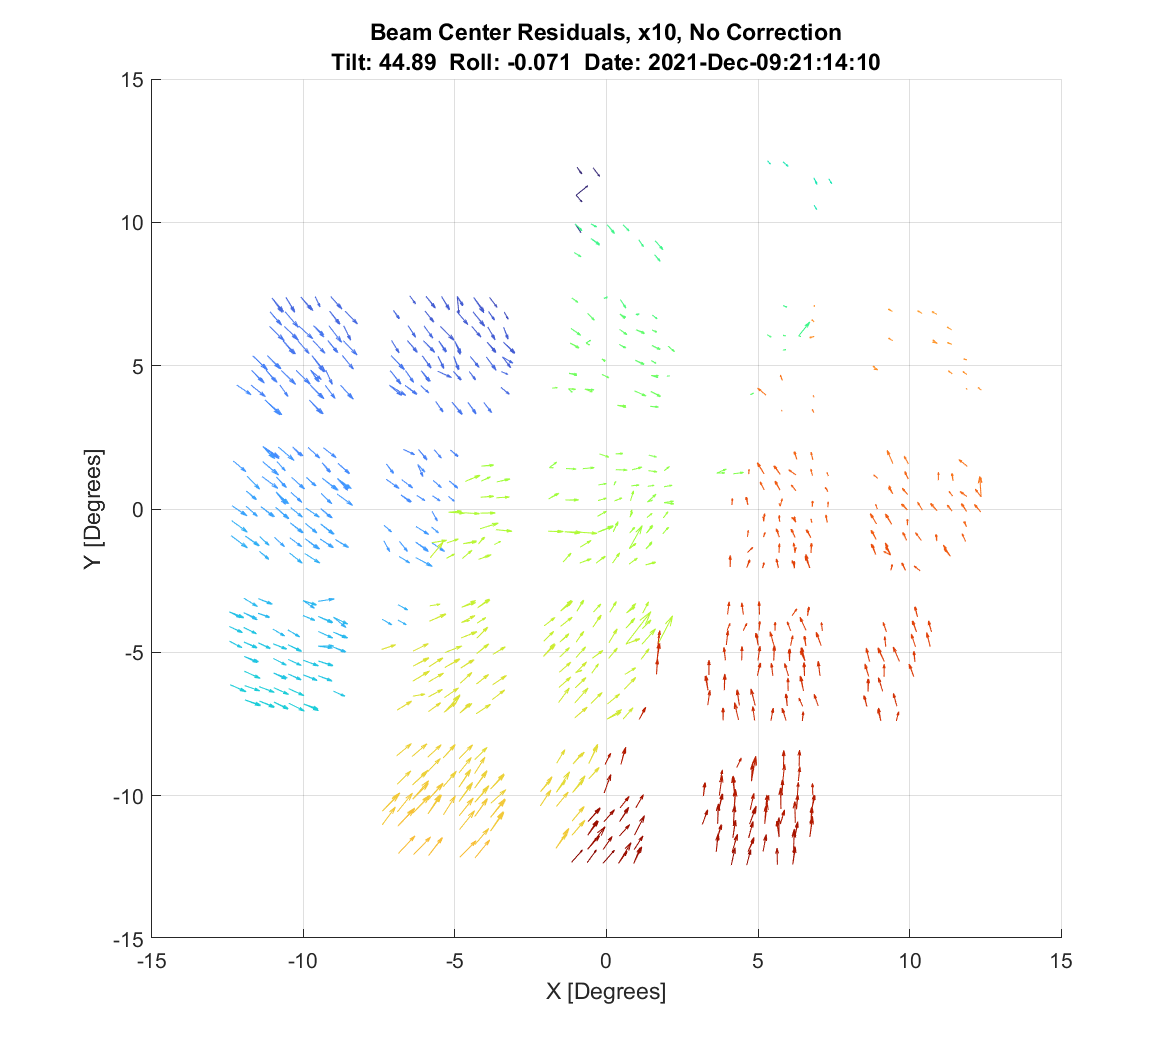 Beam Center Residuals, x10, No Correction
Tilt: 44.89  Roll: -0.071  Date: 2021-Dec-09:21:14:10
15
10
5
0
-5
-10
-15
Y [Degrees]
-15 -10 -5 0 5 10 15
X [Degrees]